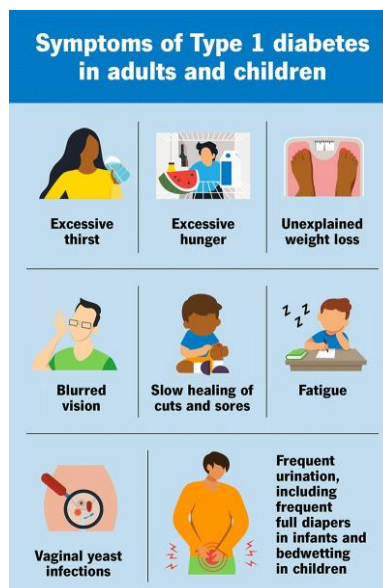 Symptoms of Type 1 diabetes
in adults and children
Excessive
thirst
Excessive
hunger
Unexplained
weight loss
Blurred
vision
Slow healing of
cuts and sores
z z z z
Fatigue
Vaginal yeast
infections
Frequent
urination,
including
frequent
full diapers
in infants and
bedwetting
in children